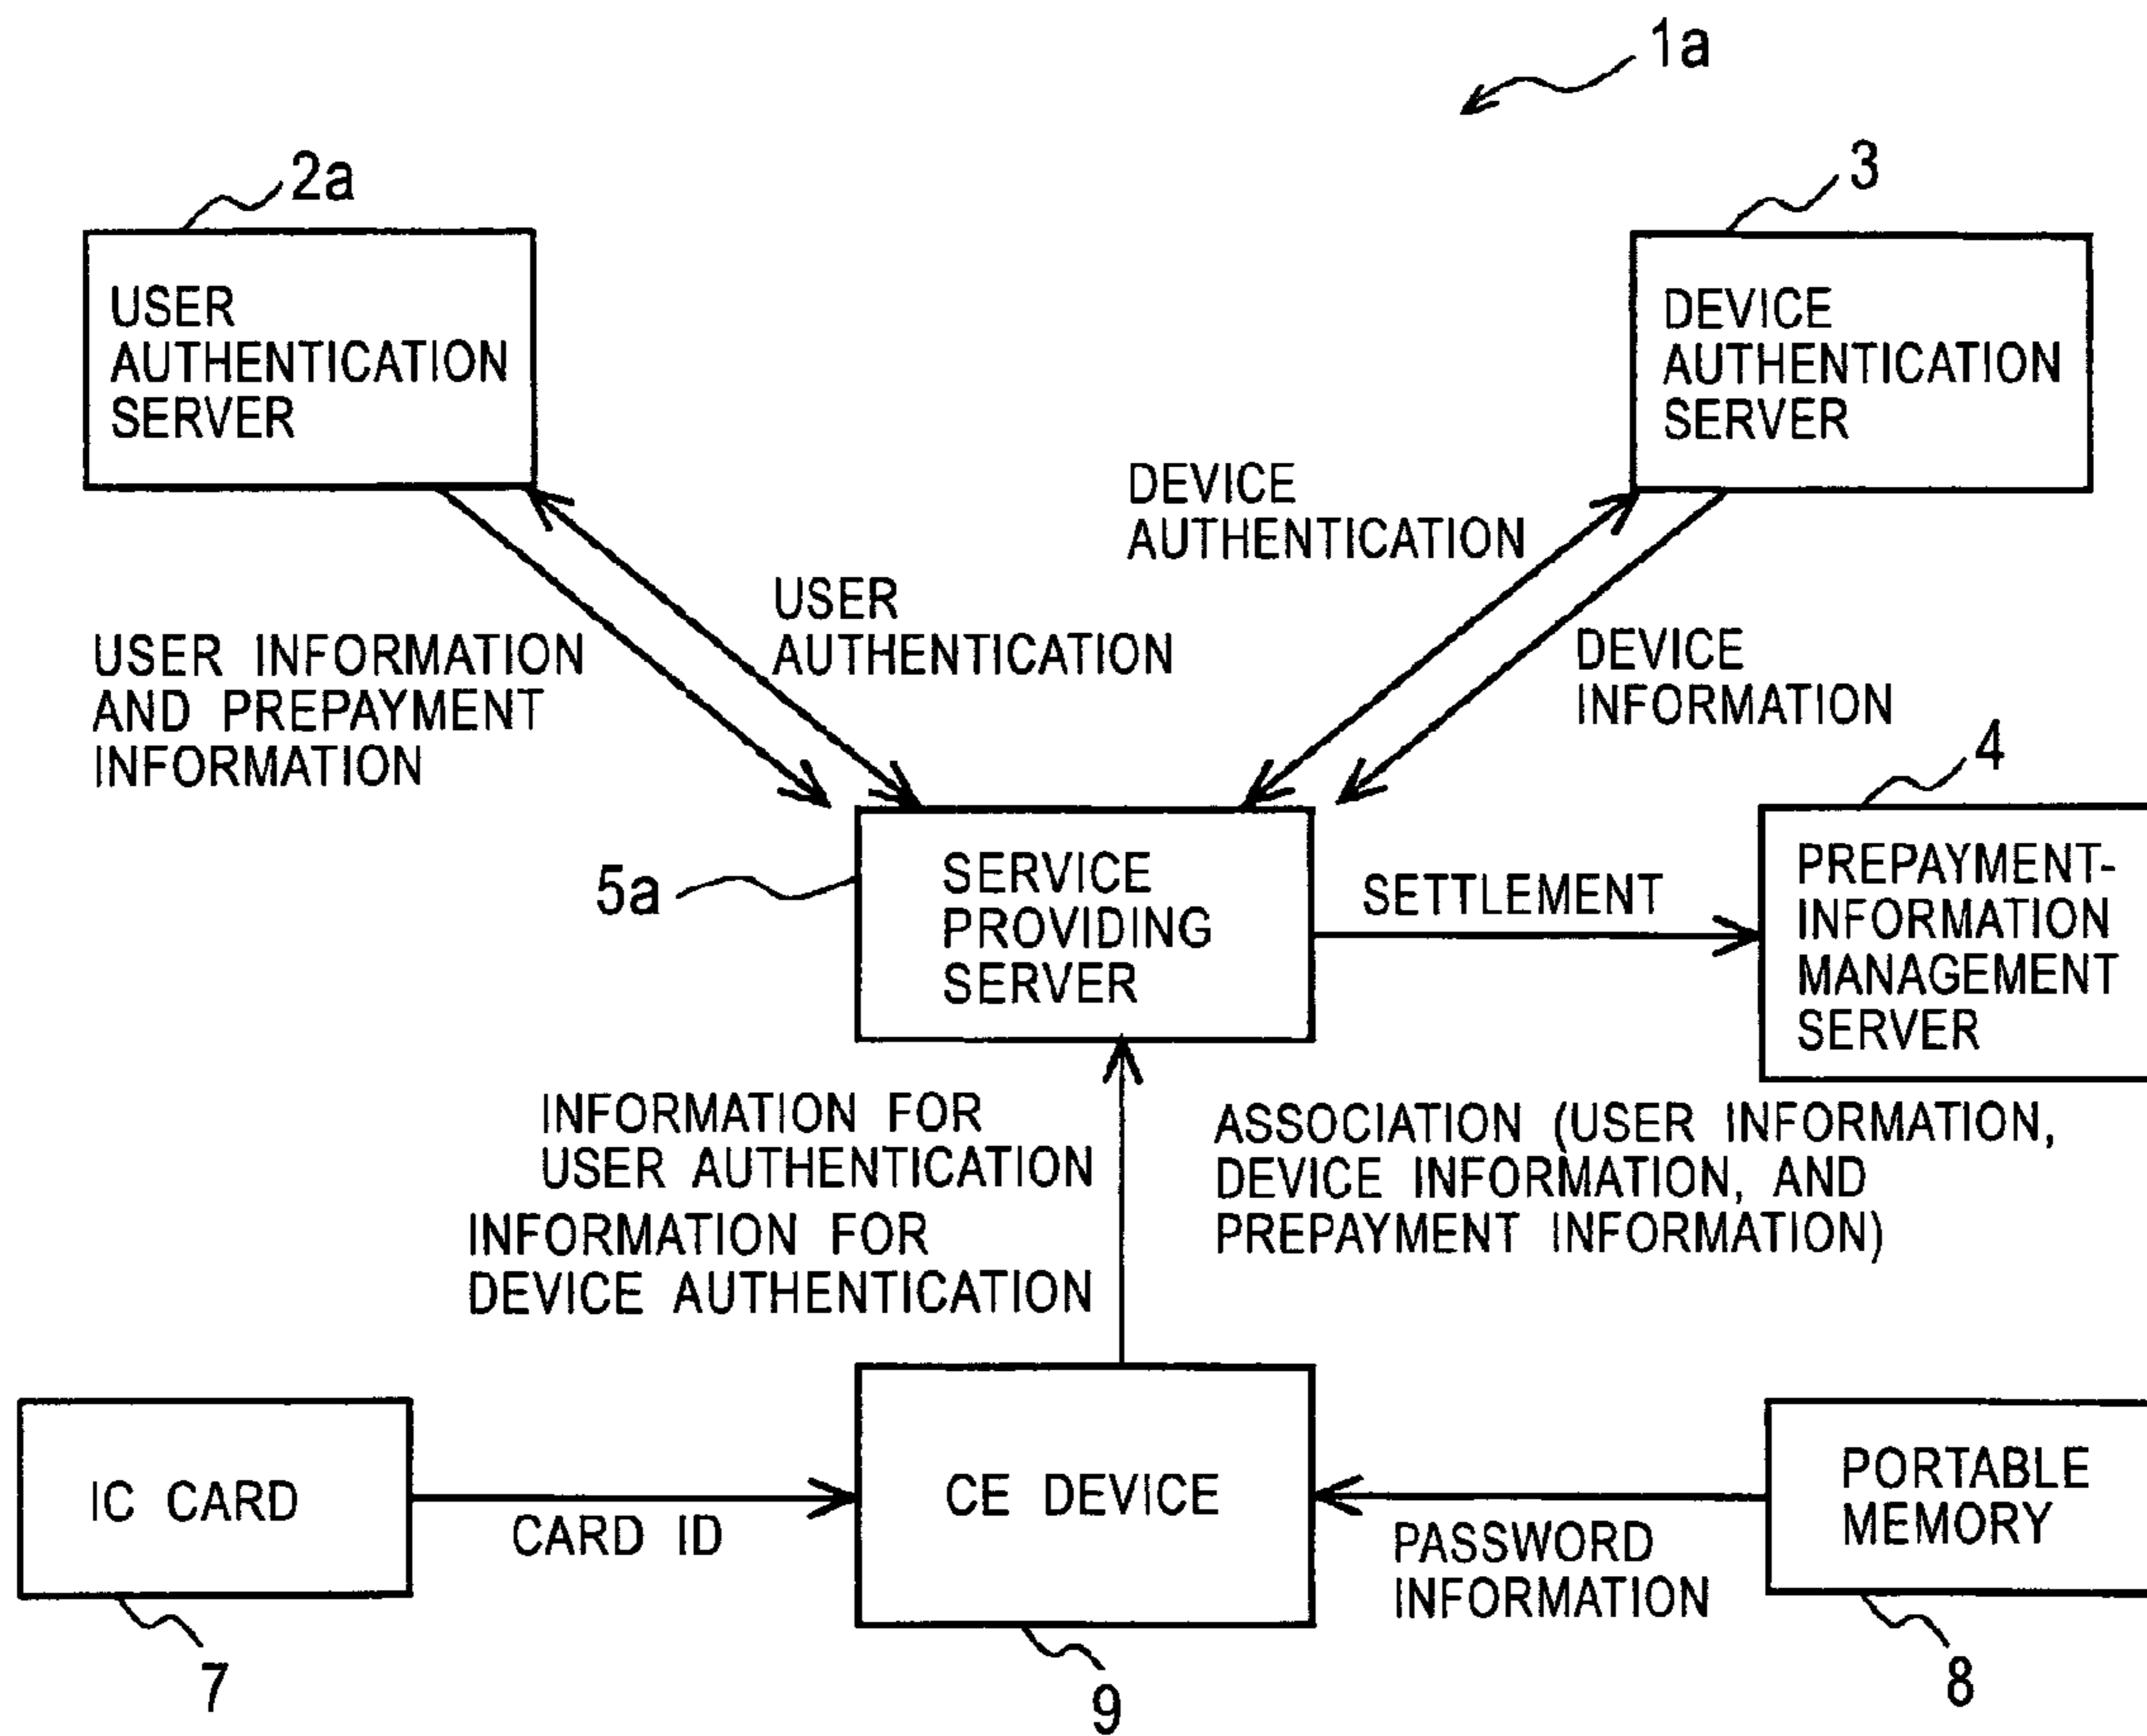 1a
2a
3
USER
AUTHENTICATION
SERVER
DEVICE
AUTHENTICATION
SERVER
DEVICE
AUTHENTICATION
USER
AUTHENTICATION
USER INFORMATION
AND PREPAYMENT
INFORMATION
DEVICE
INFORMATION
4
5a
SERVICE
PROVIDING
SERVER
SETTLEMENT
PREPAYMENT-
INFORMATION
MANAGEMENT
SERVER
INFORMATION FOR
USER AUTHENTICATION
INFORMATION FOR
DEVICE AUTHENTICATION
ASSOCIATION (USER INFORMATION,
DEVICE INFORMATION, AND
PREPAYMENT INFORMATION)
IC CARD
CARD ID
CE DEVICE
PASSWORD
INFORMATION
PORTABLE
MEMORY
7
9
8